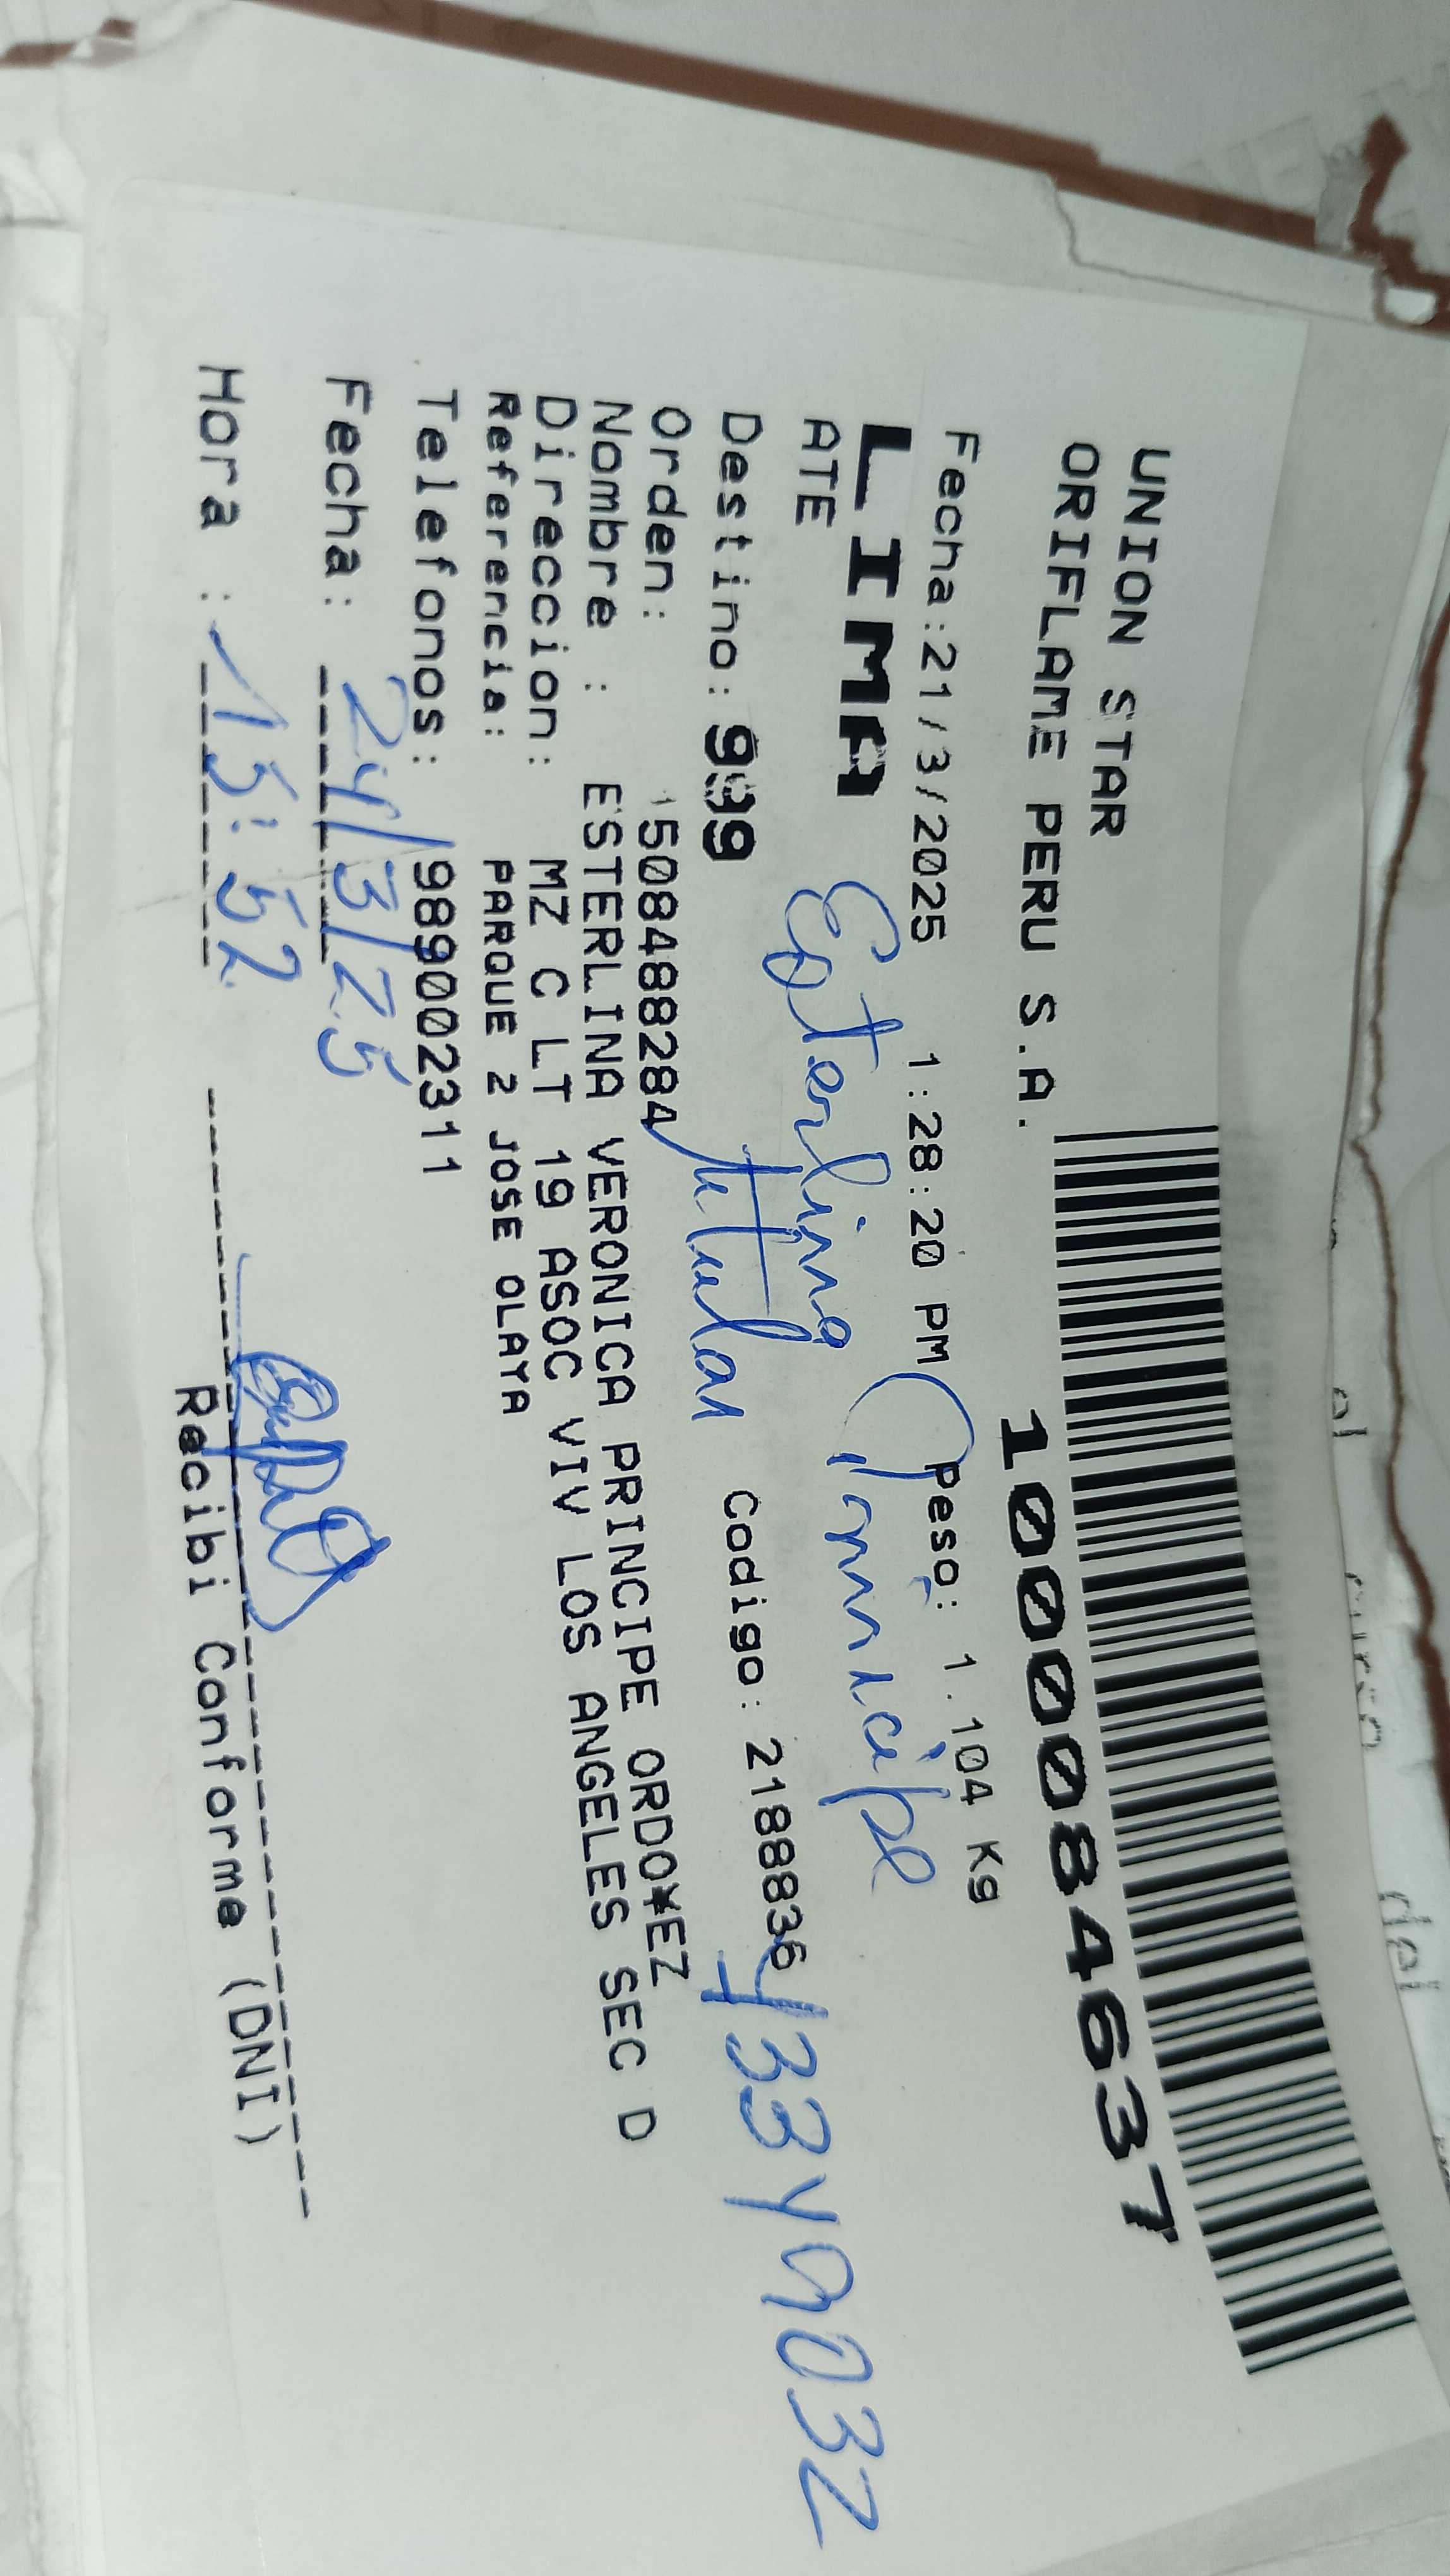 UNION STAR
ORIFLAME PERU S.A.
1000084637
Fecha:21/3/2025 1:28:20 PM Peso: 1.104 Kg
LIMA
ATE
Esterlina Principe
Destino: 999 Codigo: 2188836
titular
Orden: 1508488284
Nombre : ESTERLINA VERONICA PRINCIPE ORDO¥EZ
Direccion: MZ C LT 19 ASOC VIV LOS ANGELES SEC D
Referencia: PARQUE 2 JOSE OLAYA
Telefonos: 989002311
Fecha: 24/3/25
Hora : 15:52
Recibi Conforme (DNI)